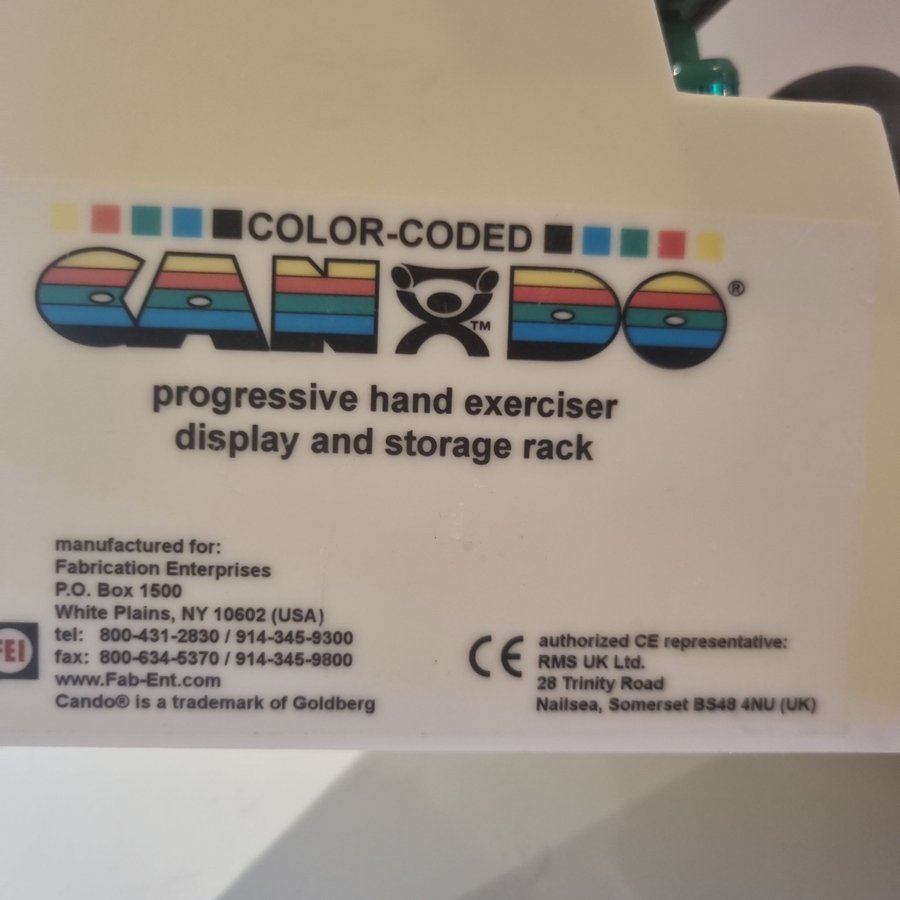 COLOR-CODED
CANDO®
™
progressive hand exerciser
display and storage rack
manufactured for:
Fabrication Enterprises
P.O. Box 1500
White Plains, NY 10602 (USA)
tel: 800-431-2830 / 914-345-9300
fax: 800-634-5370 / 914-345-9800
www.Fab-Ent.com
Cando® is a trademark of Goldberg
FEI
CE
authorized CE representative:
RMS UK Ltd.
28 Trinity Road
Nailsea, Somerset BS48 4NU (UK)